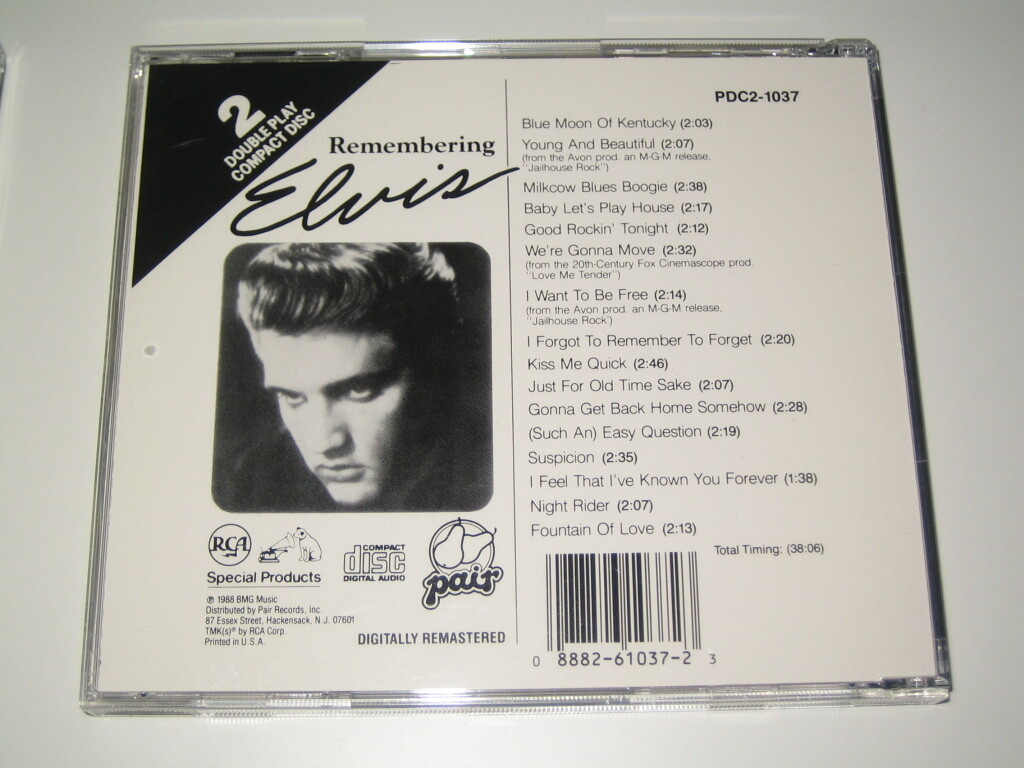 2
DOUBLE PLAY
COMPACT DISC
Remembering
Elvis
PDC2-1037
Blue Moon Of Kentucky (2:03)
Young And Beautiful (2:07)
(from the Avon prod. an M-G-M release,
"Jailhouse Rock")
Milkcow Blues Boogie (2:38)
Baby Let's Play House (2:17)
Good Rockin' Tonight (2:12)
We're Gonna Move (2:32)
(from the 20th-Century Fox Cinemascope prod.
"Love Me Tender")
I Want To Be Free (2:14)
(from the Avon prod. an M-G-M release,
"Jailhouse Rock')
I Forgot To Remember To Forget (2:20)
Kiss Me Quick (2:46)
Just For Old Time Sake (2:07)
Gonna Get Back Home Somehow (2:28)
(Such An) Easy Question (2:19)
Suspicion (2:35)
I Feel That I've Known You Forever (1:38)
Night Rider (2:07)
Fountain Of Love (2:13)
Total Timing: (38:06)
RCA
Special Products
COMPACT
disc
DIGITAL AUDIO
pair
℗ 1988 BMG Music
Distributed by Pair Records, Inc.
87 Essex Street, Hackensack, N.J. 07601
TMK(s)® by RCA Corp.
Printed in U.S.A.
DIGITALLY REMASTERED
0 8882-61037-2 3